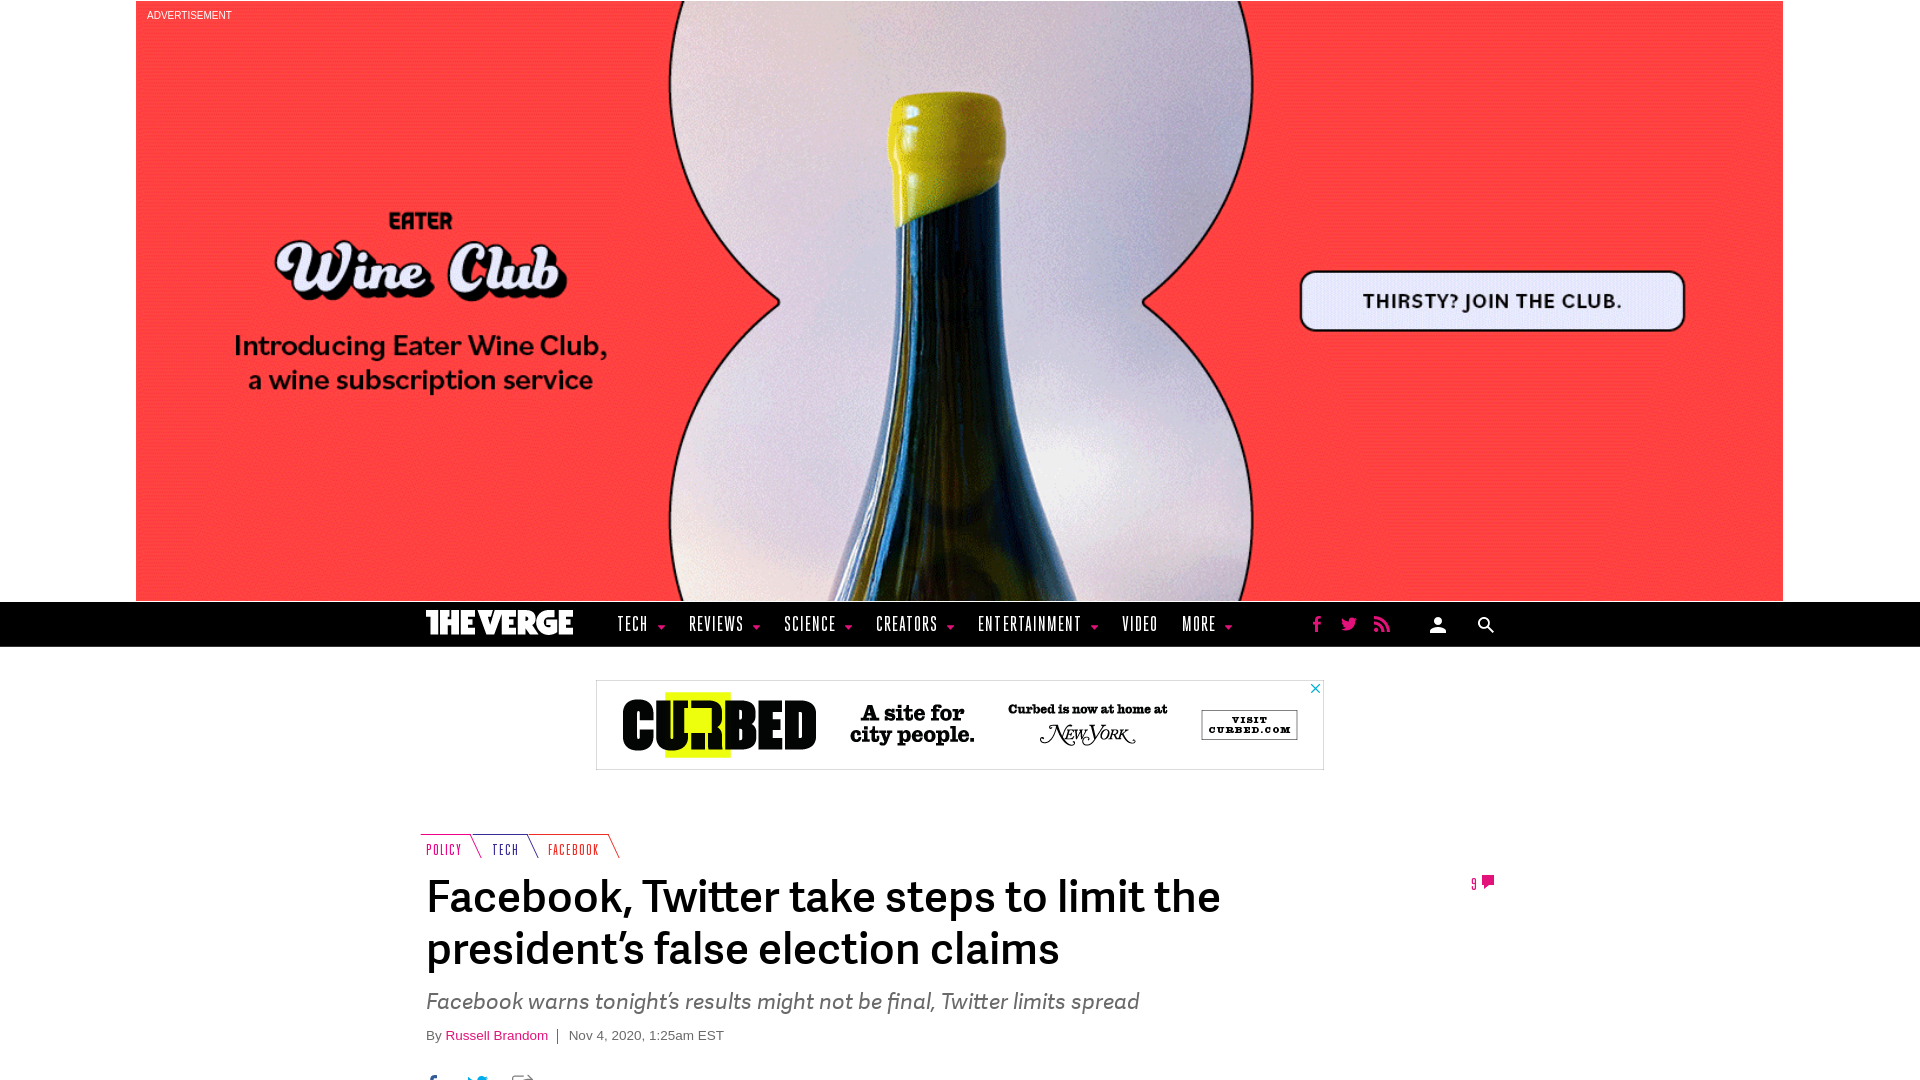 ADVERTISEMENT
EATER
Wine Club
Introducing Eater Wine Club,
a wine subscription service
THIRSTY? JOIN THE CLUB.
THE VERGE
TECH
REVIEWS
SCIENCE
CREATORS
ENTERTAINMENT
VIDEO
MORE
CURBED
A site for
city people.
Curbed is now at home at
NEW YORK
VISIT
CURBED.COM
POLICY
TECH
FACEBOOK
Facebook, Twitter take steps to limit the
president’s false election claims
9
Facebook warns tonight’s results might not be final, Twitter limits spread
By Russell Brandom | Nov 4, 2020, 1:25am EST